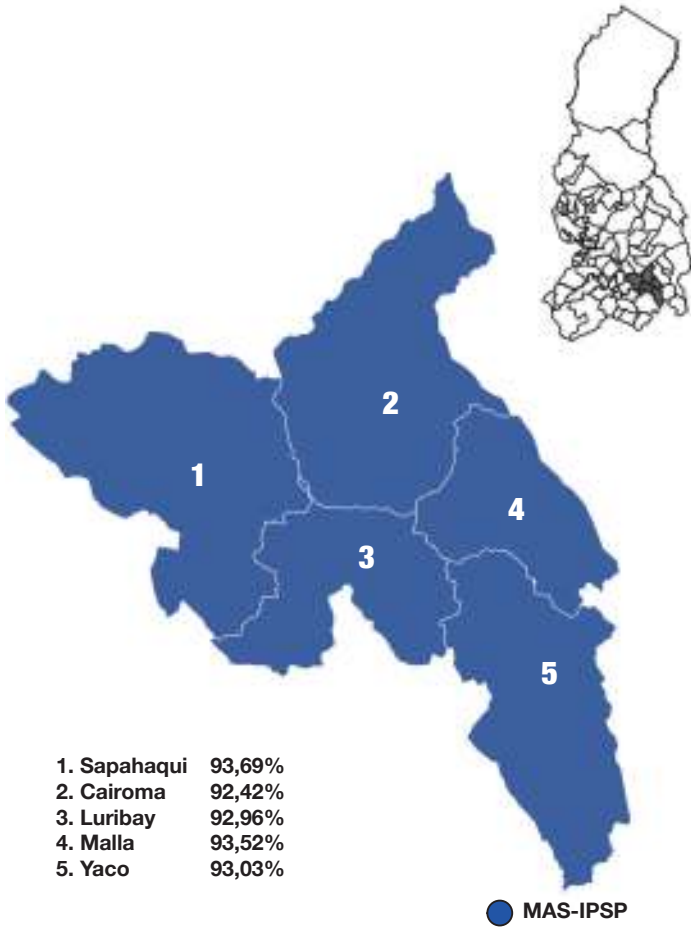 2
1
4
3
5
1. Sapahaqui 93,69%
2. Cairoma 92,42%
3. Luribay 92,96%
4. Malla 93,52%
5. Yaco 93,03%
MAS-IPSP